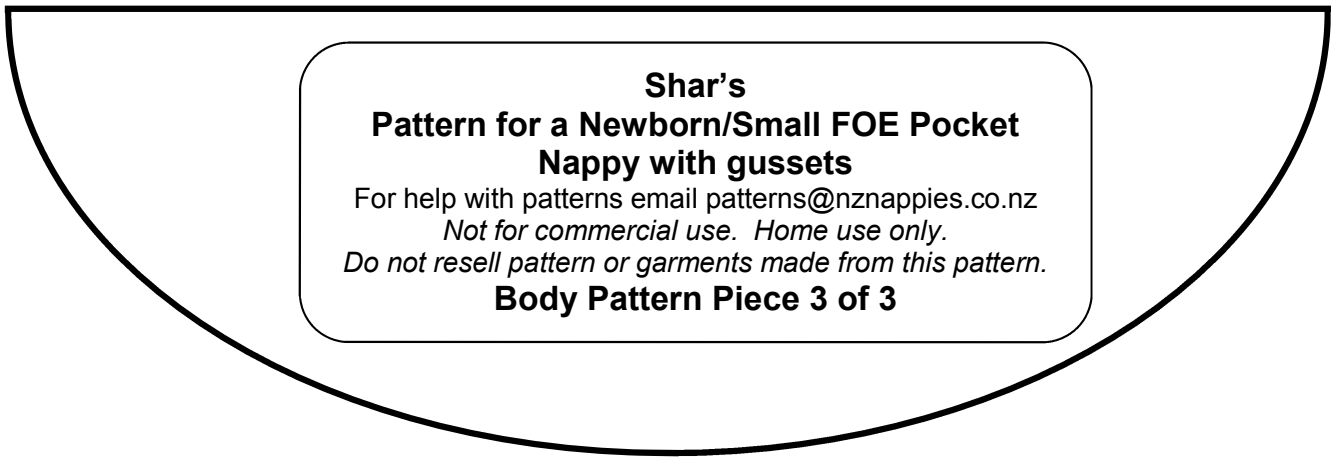 Shar’s
Pattern for a Newborn/Small FOE Pocket
Nappy with gussets
For help with patterns email patterns@nznappies.co.nz
Not for commercial use.  Home use only.
Do not resell pattern or garments made from this pattern.
Body Pattern Piece 3 of 3